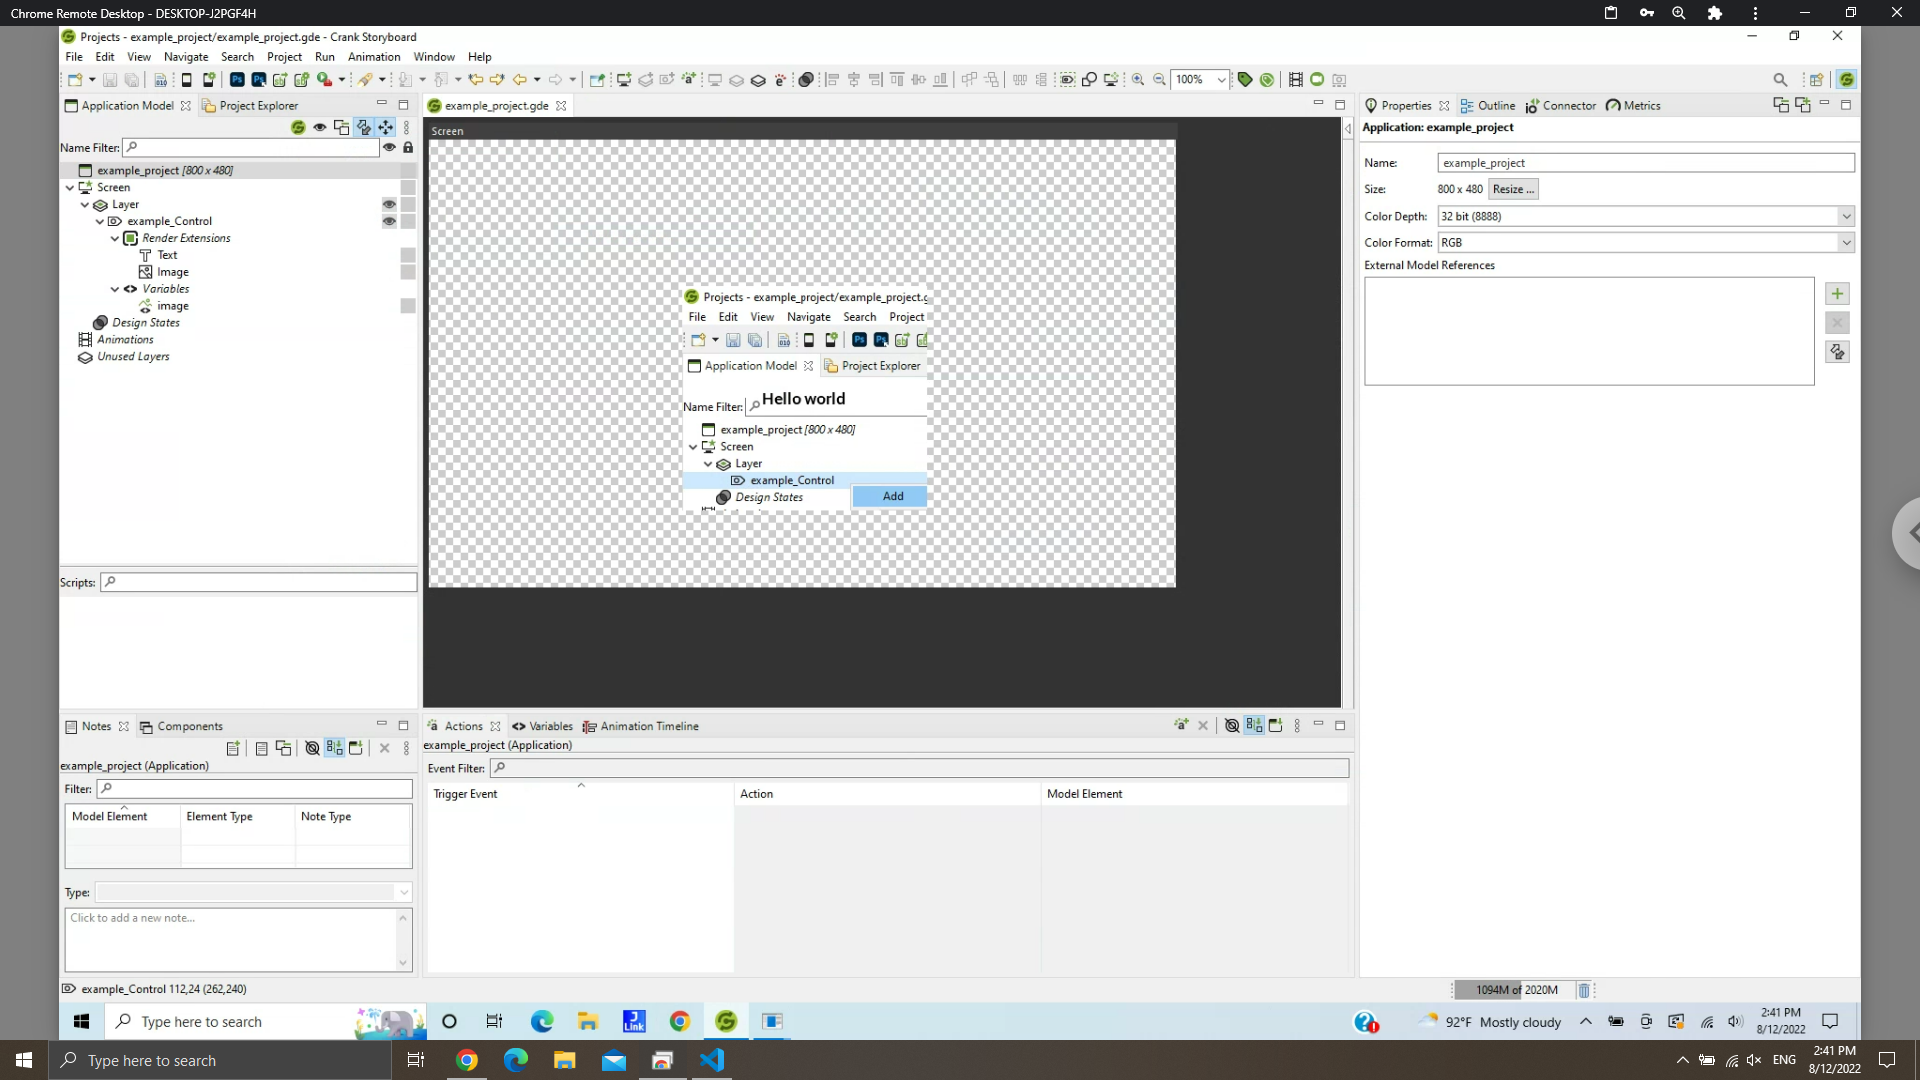 Chrome Remote Desktop - DESKTOP-J2PGF4H
Projects - example_project/example_project.gde - Crank Storyboard
File Edit View Navigate Search Project Run Animation Window Help
100%
Application Model Project Explorer
Name Filter:
example_project [800 x 480]
Screen
Layer
example_Control
Render Extensions
Text
Image
Variables
image
Design States
Animations
Unused Layers
Scripts:
example_project.gde
Screen
Projects - example_project/example_project.g
File Edit View Navigate Search Project
Application Model Project Explorer
Hello world
Name Filter:
example_project [800 x 480]
Screen
Layer
example_Control
Design States
Add
Properties Outline Connector Metrics
Application: example_project
Name: example_project
Size: 800 x 480 Resize ...
Color Depth: 32 bit (8888)
Color Format: RGB
External Model References
Notes Components
example_project (Application)
Filter:
Model Element Element Type Note Type
Type:
Click to add a new note...
Actions Variables Animation Timeline
example_project (Application)
Event Filter:
Trigger Event Action Model Element
example_Control 112,24 (262,240)
1094M of 2020M
Type here to search
J Link
92°F Mostly cloudy
2:41 PM
8/12/2022
Type here to search
ENG
2:41 PM
8/12/2022